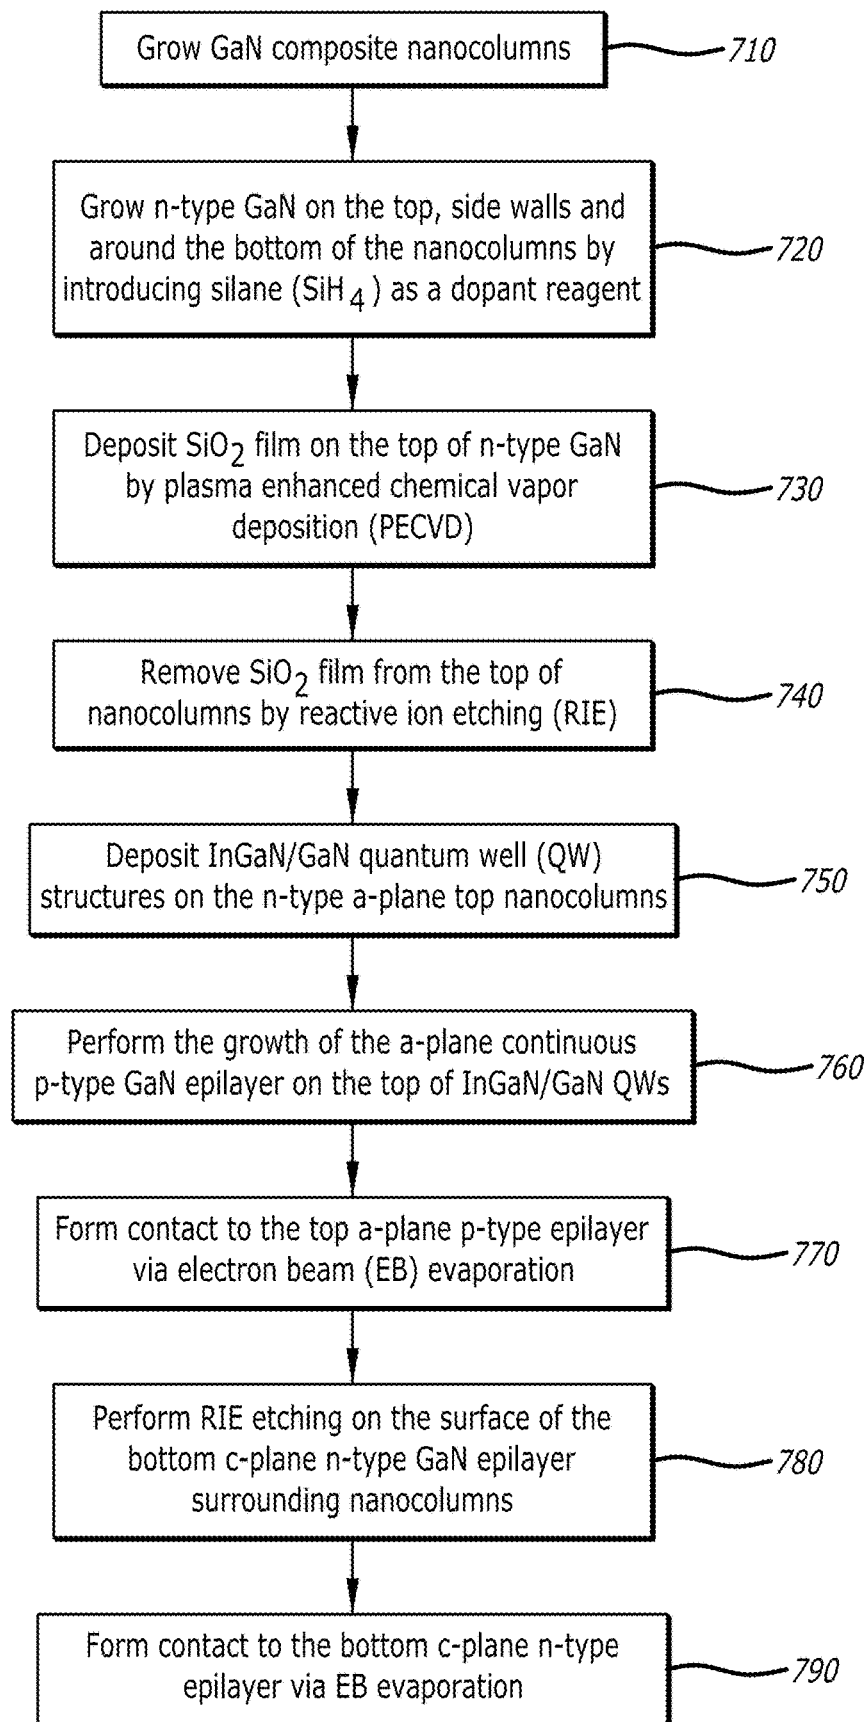 Grow GaN composite nanocolumns
710
Grow n-type GaN on the top, side walls and
around the bottom of the nanocolumns by
introducing silane (SiH4) as a dopant reagent
720
Deposit SiO2 film on the top of n-type GaN
by plasma enhanced chemical vapor
deposition (PECVD)
730
Remove SiO2 film from the top of
nanocolumns by reactive ion etching (RIE)
740
Deposit InGaN/GaN quantum well (QW)
structures on the n-type a-plane top nanocolumns
750
Perform the growth of the a-plane continuous
p-type GaN epilayer on the top of InGaN/GaN QWs
760
Form contact to the top a-plane p-type epilayer
via electron beam (EB) evaporation
770
Perform RIE etching on the surface of the
bottom c-plane n-type GaN epilayer
surrounding nanocolumns
780
Form contact to the bottom c-plane n-type
epilayer via EB evaporation
790